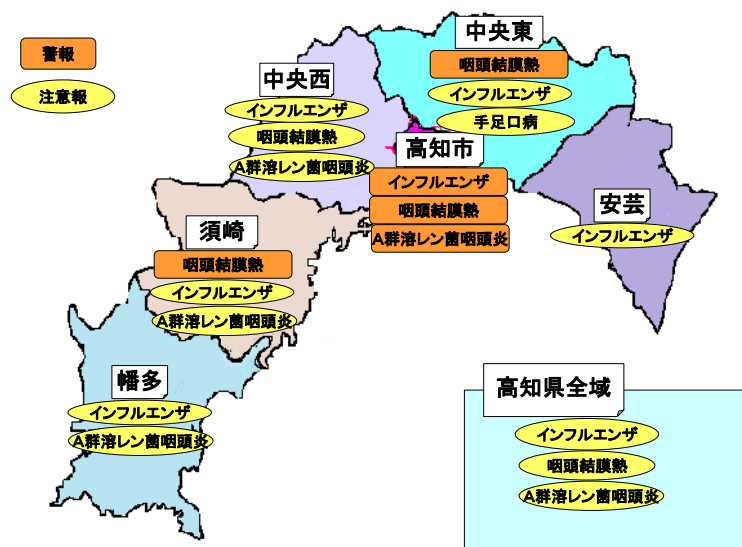 警報
注意報
中央東
咽頭結膜熱
インフルエンザ
手足口病
中央西
インフルエンザ
咽頭結膜熱
A群溶レン菌咽頭炎
高知市
インフルエンザ
咽頭結膜熱
A群溶レン菌咽頭炎
安芸
インフルエンザ
須崎
咽頭結膜熱
インフルエンザ
A群溶レン菌咽頭炎
幡多
インフルエンザ
A群溶レン菌咽頭炎
高知県全域
インフルエンザ
咽頭結膜熱
A群溶レン菌咽頭炎